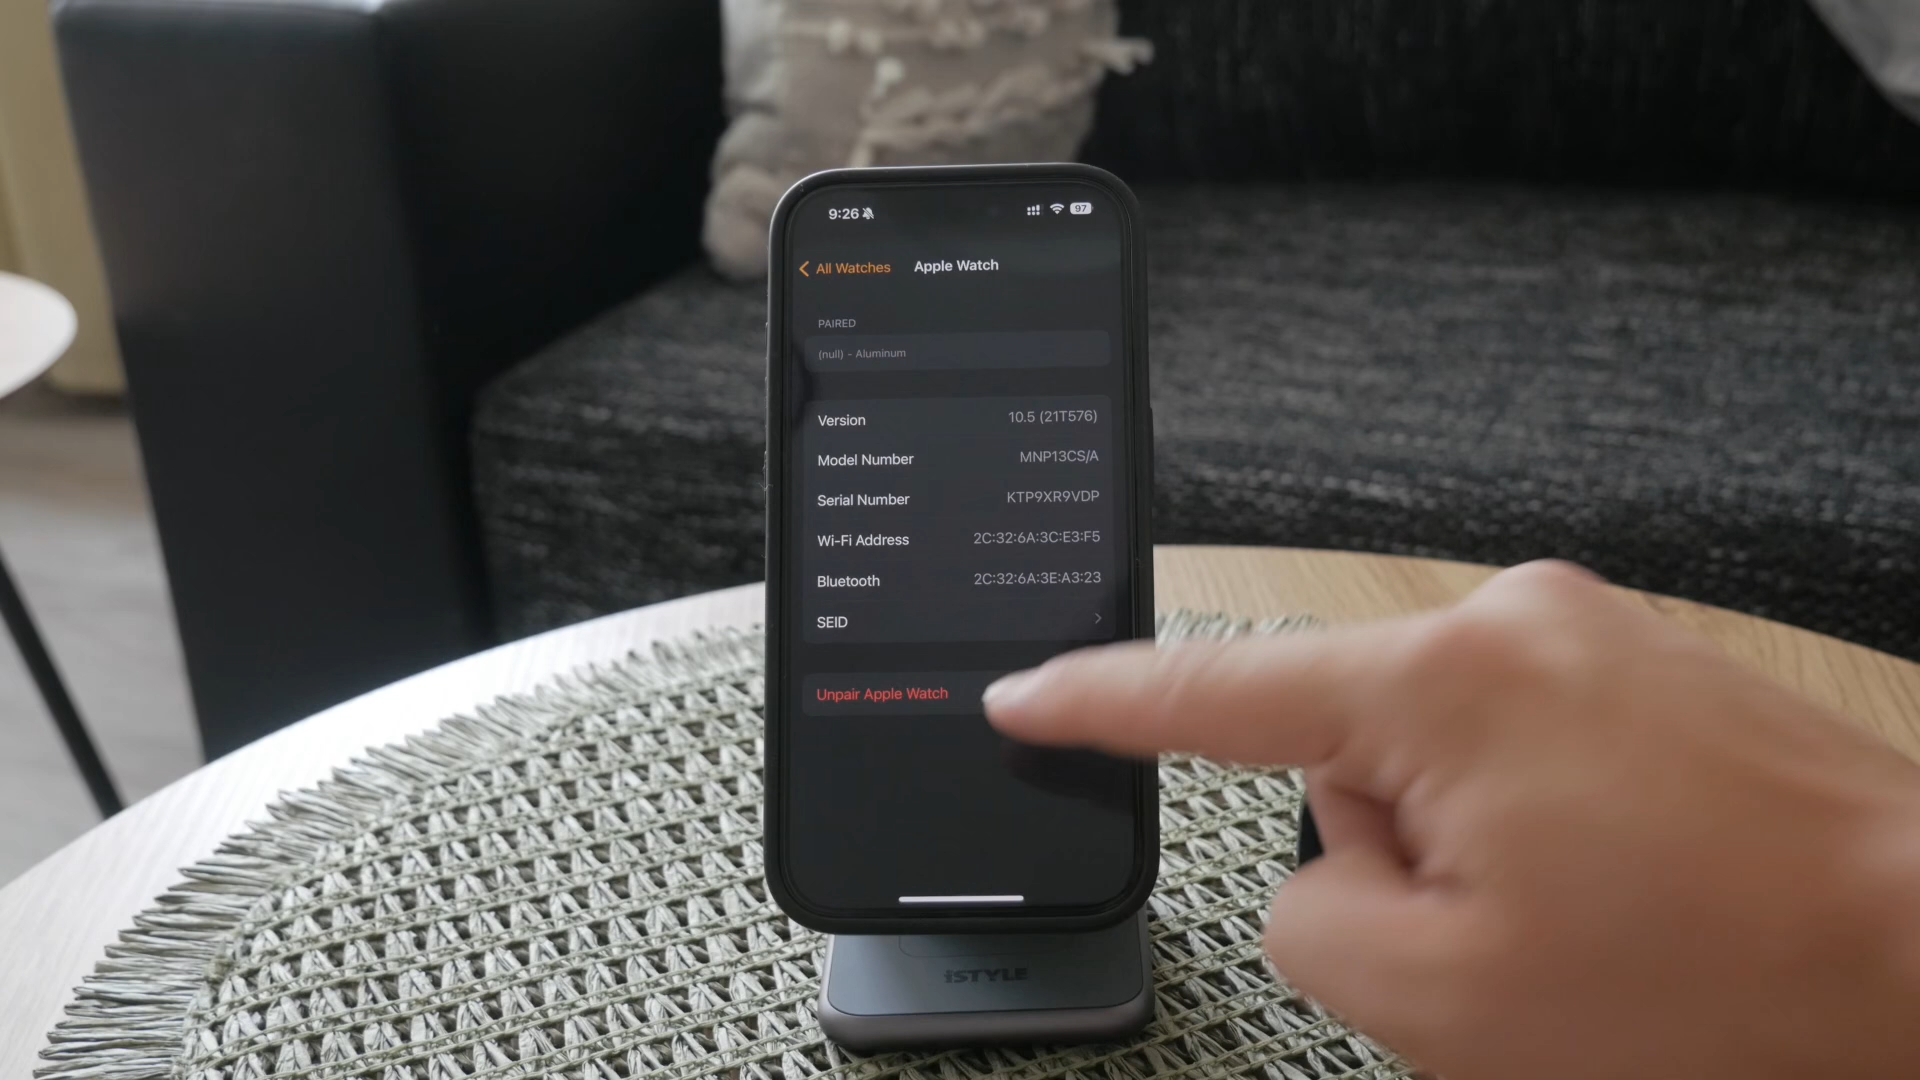 9:26
97
All Watches Apple Watch
PAIRED
(null) - Aluminum
Version 10.5 (21T576)
Model Number MNP13CS/A
Serial Number KTP9XR9VDP
Wi-Fi Address 2C:32:6A:3C:E3:F5
Bluetooth 2C:32:6A:3E:A3:23
SEID
Unpair Apple Watch
iSTYLE